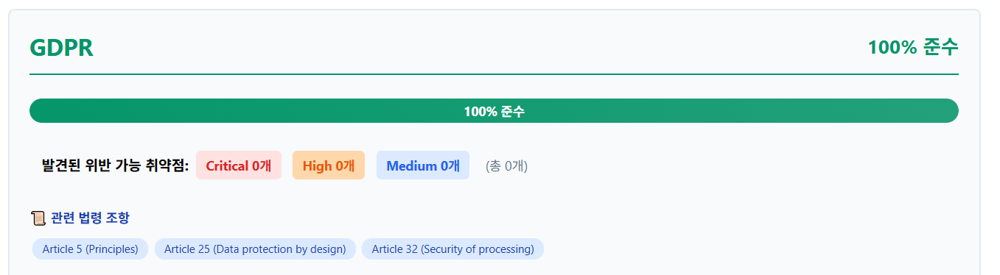 GDPR 100% 준수
100% 준수
발견된 위반 가능 취약점: Critical 0개 High 0개 Medium 0개 (총 0개)
📜 관련 법령 조항
Article 5 (Principles) Article 25 (Data protection by design) Article 32 (Security of processing)